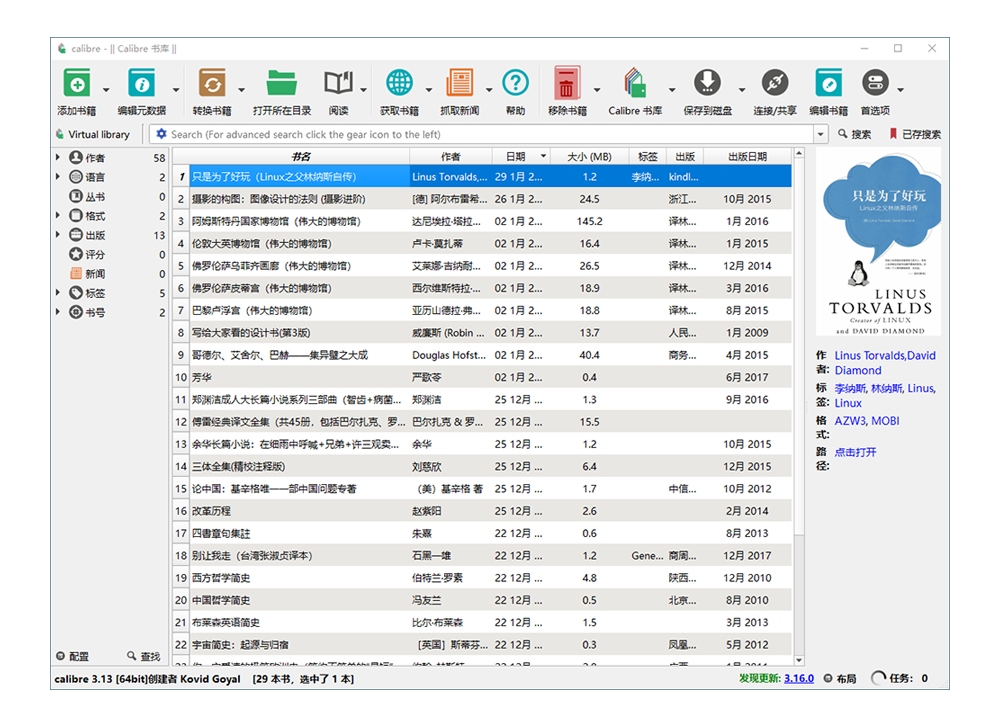 calibre - || Calibre 书库 ||
添加书籍 编辑元数据 转换书籍 打开所在目录 阅读 获取书籍 抓取新闻 帮助 移除书籍 Calibre 书库 保存到磁盘 连接/共享 编辑书籍 首选项
Virtual library Search (For advanced search click the gear icon to the left) 搜索 已存搜索
作者 58
语言 2
丛书 0
格式 2
出版 13
评分 0
新闻 0
标签 5
书号 2
书名 作者 日期 大小 (MB) 标签 出版 出版日期
1 只是为了好玩（Linux之父林纳斯自传） Linus Torvalds,... 29 1月 2... 1.2 李纳... kindl...
2 摄影的构图：图像设计的法则 (摄影进阶) [德] 阿尔布雷希... 26 1月 2... 24.5 浙江... 10月 2015
3 阿姆斯特丹国家博物馆（伟大的博物馆） 达尼埃拉·塔拉... 02 1月 2... 145.2 译林... 1月 2016
4 伦敦大英博物馆（伟大的博物馆） 卢卡·莫扎蒂 02 1月 2... 16.4 译林... 1月 2015
5 佛罗伦萨乌菲齐画廊（伟大的博物馆） 艾莱娜·吉纳耐... 02 1月 2... 26.5 译林... 12月 2014
6 佛罗伦萨皮蒂宫（伟大的博物馆） 西尔维斯特拉·... 02 1月 2... 18.9 译林... 3月 2016
7 巴黎卢浮宫（伟大的博物馆） 亚历山德拉·弗... 02 1月 2... 18.8 译林... 8月 2015
8 写给大家看的设计书(第3版) 威廉斯 (Robin ... 02 1月 2... 13.7 人民... 1月 2009
9 哥德尔、艾舍尔、巴赫——集异璧之大成 Douglas Hofst... 02 1月 2... 40.4 商务... 4月 2015
10 芳华 严歌苓 02 1月 2... 0.4 6月 2017
11 郑渊洁成人大长篇小说系列三部曲（智齿+病菌... 郑渊洁 25 12月 ... 1.3 9月 2016
12 傅雷经典译文全集（共45册，包括巴尔扎克、罗... 巴尔扎克 & 罗... 25 12月 ... 15.5
13 余华长篇小说：在细雨中呼喊+兄弟+许三观卖... 余华 25 12月 ... 1.2 10月 2015
14 三体全集(精校注释版) 刘慈欣 25 12月 ... 6.4 12月 2015
15 论中国：基辛格唯一一部中国问题专著 （美）基辛格 著 25 12月 ... 1.7 中信... 10月 2012
16 改革历程 赵紫阳 25 12月 ... 2.6 2月 2014
17 四書章句集註 朱熹 22 12月 ... 0.6 8月 2013
18 别让我走（台湾张淑贞译本） 石黑一雄 22 12月 ... 1.2 Gene... 商周... 12月 2017
19 西方哲学简史 伯特兰·罗素 22 12月 ... 4.8 陕西... 12月 2010
20 中国哲学简史 冯友兰 22 12月 ... 0.5 北京... 8月 2010
21 布莱森英语简史 比尔·布莱森 22 12月 ... 1.5 3月 2013
22 宇宙简史：起源与归宿 [英国] 斯蒂芬... 22 12月 ... 0.3 凤凰... 5月 2012
只是为了好玩
Linux之父林纳斯自传
LINUS
TORVALDS
Creator of LINUX
and DAVID DIAMOND
作者: Linus Torvalds,David Diamond
标签: 李纳斯, 林纳斯, Linus, Linux
格式: AZW3, MOBI
路径: 点击打开
配置 查找
calibre 3.13 [64bit]创建者 Kovid Goyal [29 本书，选中了 1 本] 发现更新: 3.16.0 布局 任务: 0